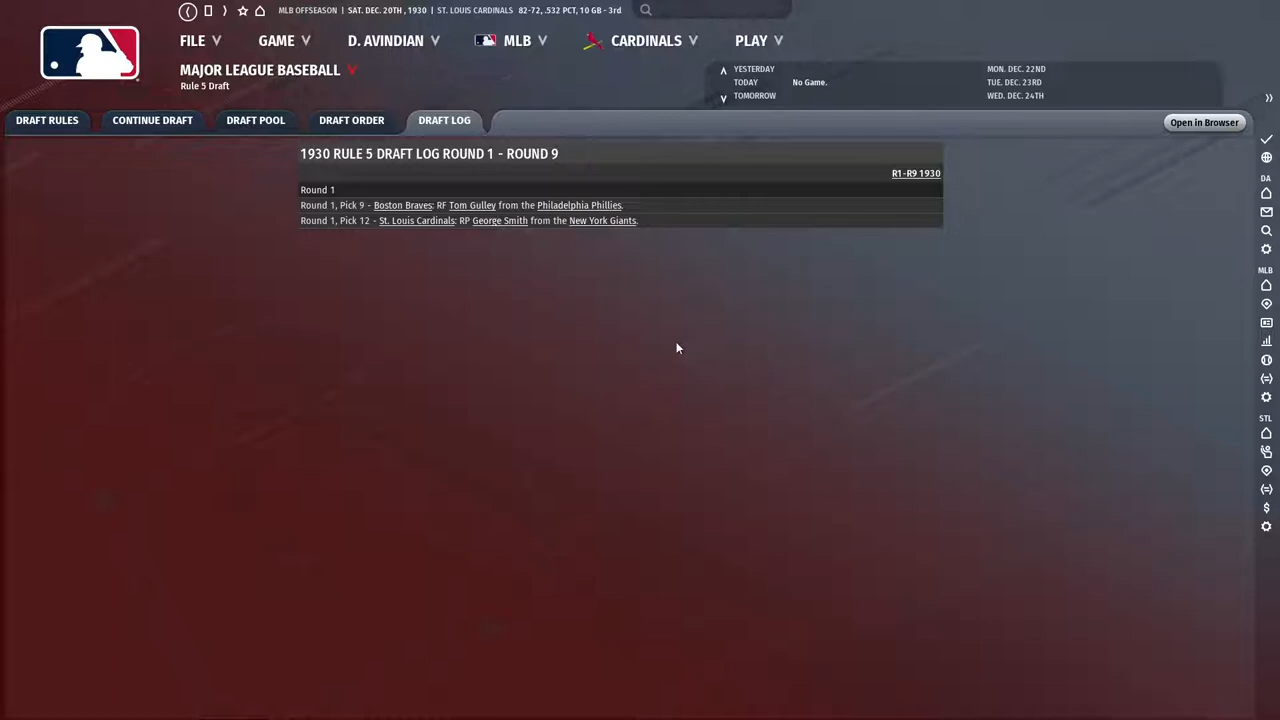 MLB OFFSEASON | SAT. DEC. 20TH , 1930 | ST. LOUIS CARDINALS 82-72, .532 PCT, 10 GB - 3rd
FILE GAME D. AVINDIAN MLB CARDINALS PLAY
MAJOR LEAGUE BASEBALL
Rule 5 Draft
YESTERDAY MON. DEC. 22ND
TODAY No Game. TUE. DEC. 23RD
TOMORROW WED. DEC. 24TH
DRAFT RULES CONTINUE DRAFT DRAFT POOL DRAFT ORDER DRAFT LOG Open in Browser
1930 RULE 5 DRAFT LOG ROUND 1 - ROUND 9
R1-R9 1930
Round 1
Round 1, Pick 9 - Boston Braves: RF Tom Gulley from the Philadelphia Phillies.
Round 1, Pick 12 - St. Louis Cardinals: RP George Smith from the New York Giants.
DA
MLB
STL